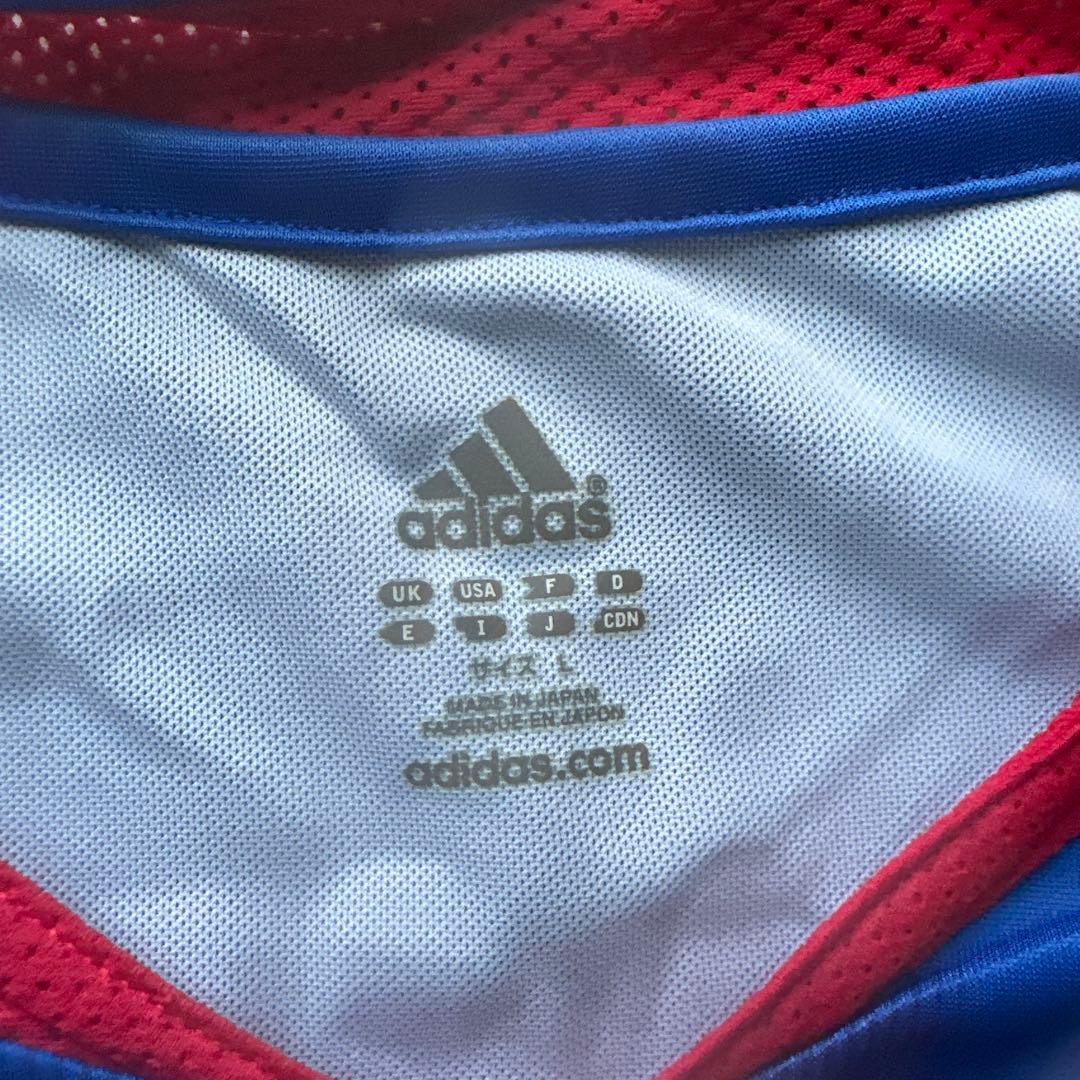 adidas®
UK USA F D
E I J CDN
サイズ L
MADE IN JAPAN
FABRIQUE EN JAPON
adidas.com